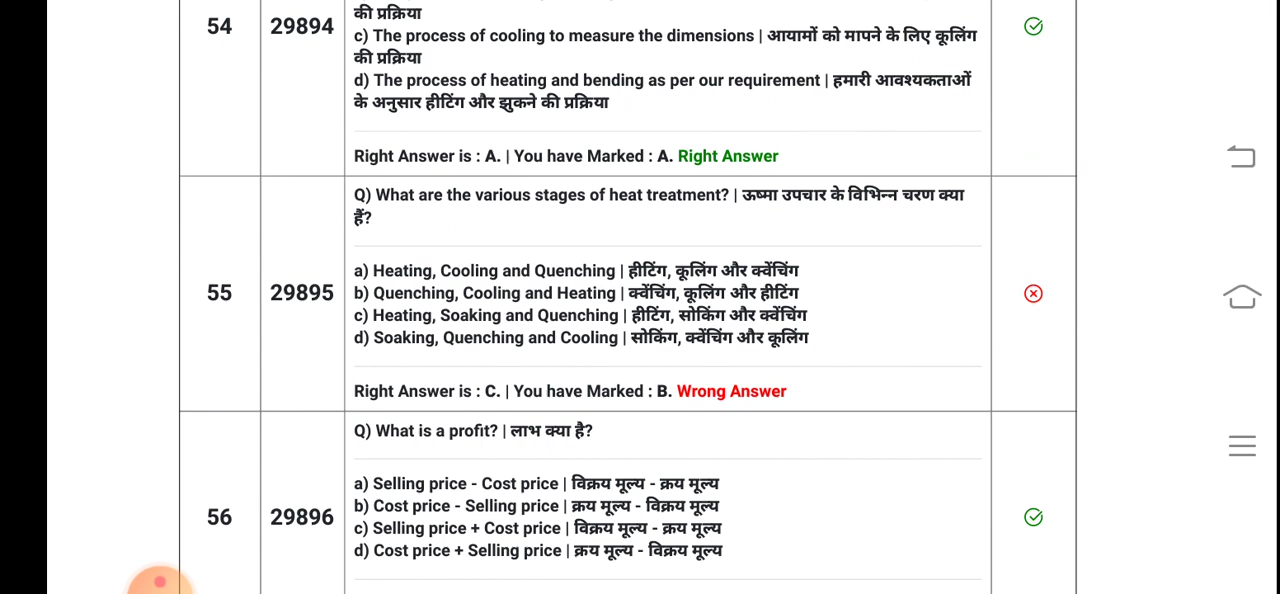 की प्रक्रिया
54
29894
c) The process of cooling to measure the dimensions | आयामों को मापने के लिए कूलिंग
की प्रक्रिया
d) The process of heating and bending as per our requirement | हमारी आवश्यकताओं
के अनुसार हीटिंग और झुकने की प्रक्रिया
Right Answer is : A. | You have Marked : A. Right Answer
Q) What are the various stages of heat treatment? | ऊष्मा उपचार के विभिन्न चरण क्या
हैं?
55
29895
a) Heating, Cooling and Quenching | हीटिंग, कूलिंग और क्वेंचिंग
b) Quenching, Cooling and Heating | क्वेंचिंग, कूलिंग और हीटिंग
c) Heating, Soaking and Quenching | हीटिंग, सोकिंग और क्वेंचिंग
d) Soaking, Quenching and Cooling | सोकिंग, क्वेंचिंग और कूलिंग
Right Answer is : C. | You have Marked : B. Wrong Answer
Q) What is a profit? | लाभ क्या है?
56
29896
a) Selling price - Cost price | विक्रय मूल्य - क्रय मूल्य
b) Cost price - Selling price | क्रय मूल्य - विक्रय मूल्य
c) Selling price + Cost price | विक्रय मूल्य - क्रय मूल्य
d) Cost price + Selling price | क्रय मूल्य - विक्रय मूल्य